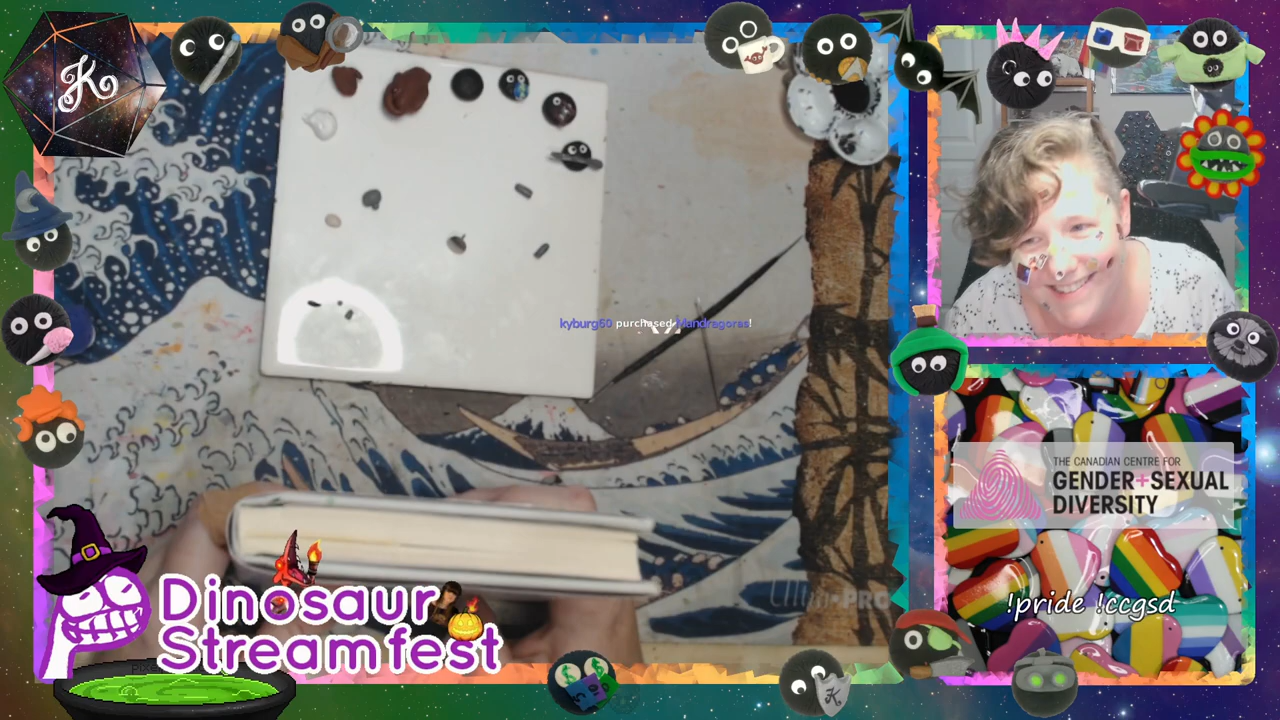 K
kyburg60 purchased Mandragoras!
THE CANADIAN CENTRE FOR
GENDER+SEXUAL
DIVERSITY
!pride !ccgsd
Dinosaur
Streamfest